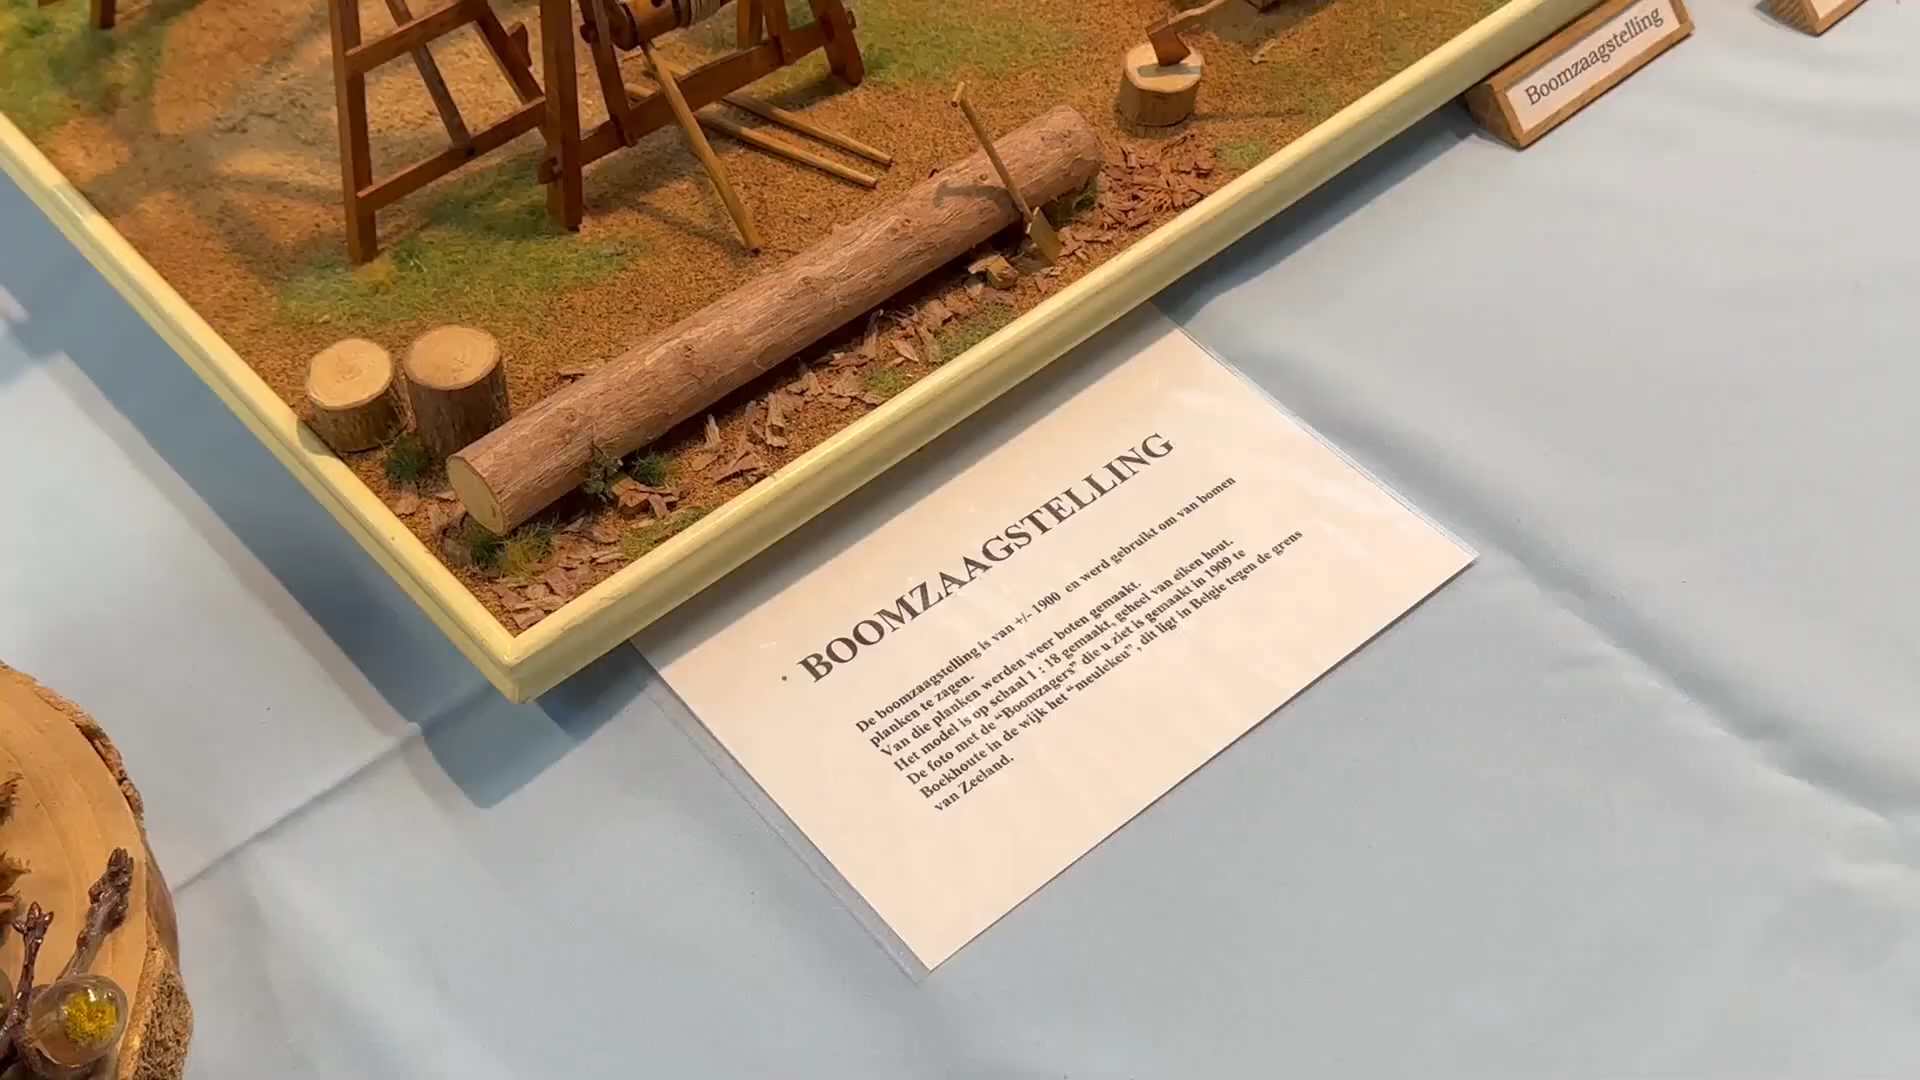 Boomzaagstelling
BOOMZAAGSTELLING
De boomzaagstelling is van +/- 1900 en werd gebruikt om van bomen
planken te zagen.
Van die planken werden weer boten gemaakt.
Het model is op schaal 1 : 18 gemaakt, geheel van eiken hout.
De foto met de “Boomzagers” die u ziet is gemaakt in 1909 te
Boekhoute in de wijk het “meuleken” , dit ligt in Belgie tegen de grens
van Zeeland.